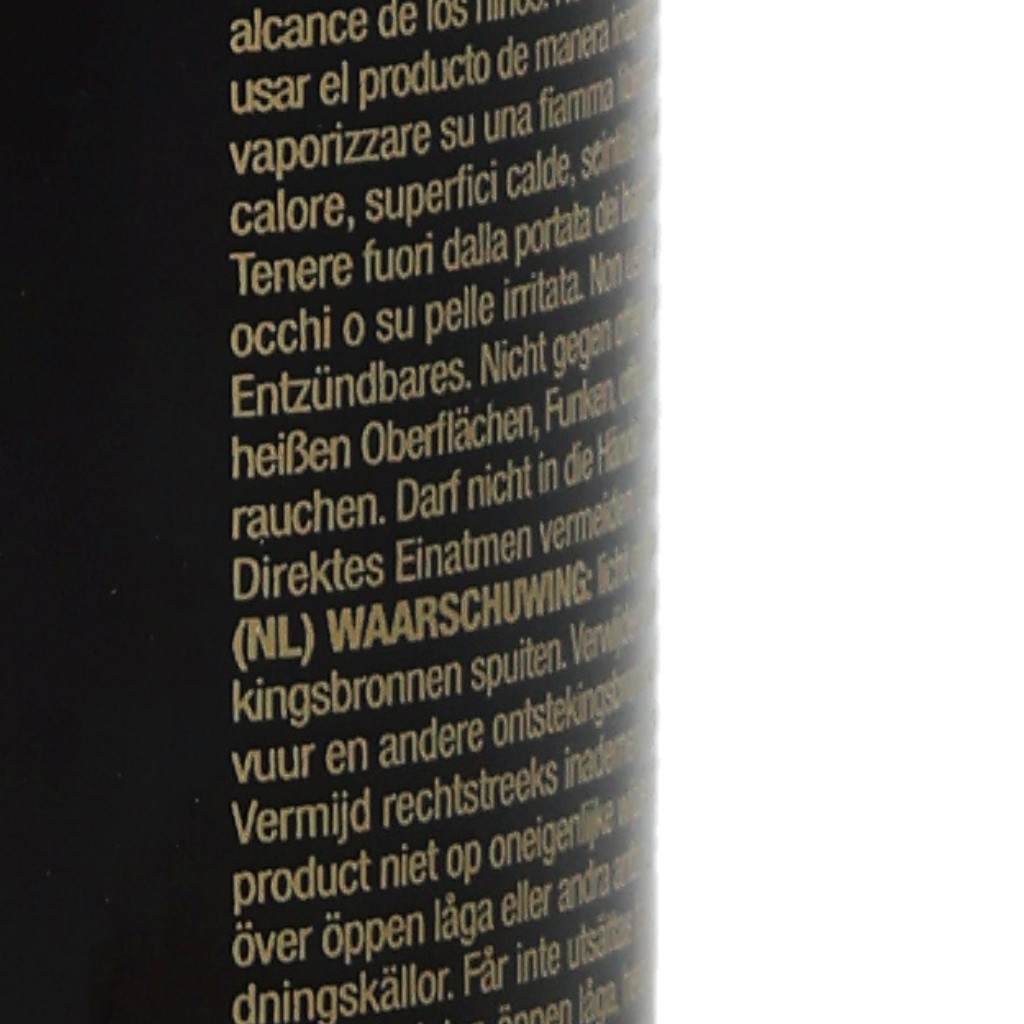 alcance de los niños.
usar el producto de manera
vaporizzare su una fiamma
calore, superfici calde,
Tenere fuori dalla portata dei
occhi o su pelle irritata. Non
Entzündbares. Nicht gegen
heißen Oberflächen, Funken,
rauchen. Darf nicht in die
Direktes Einatmen vermeiden
(NL) WAARSCHUWING:
kingsbronnen spuiten.
vuur en andere
Vermijd rechtstreeks
product niet op oneigenlijke
över öppen låga eller andra
dningskällor. Får inte utsättas
öppen låga,